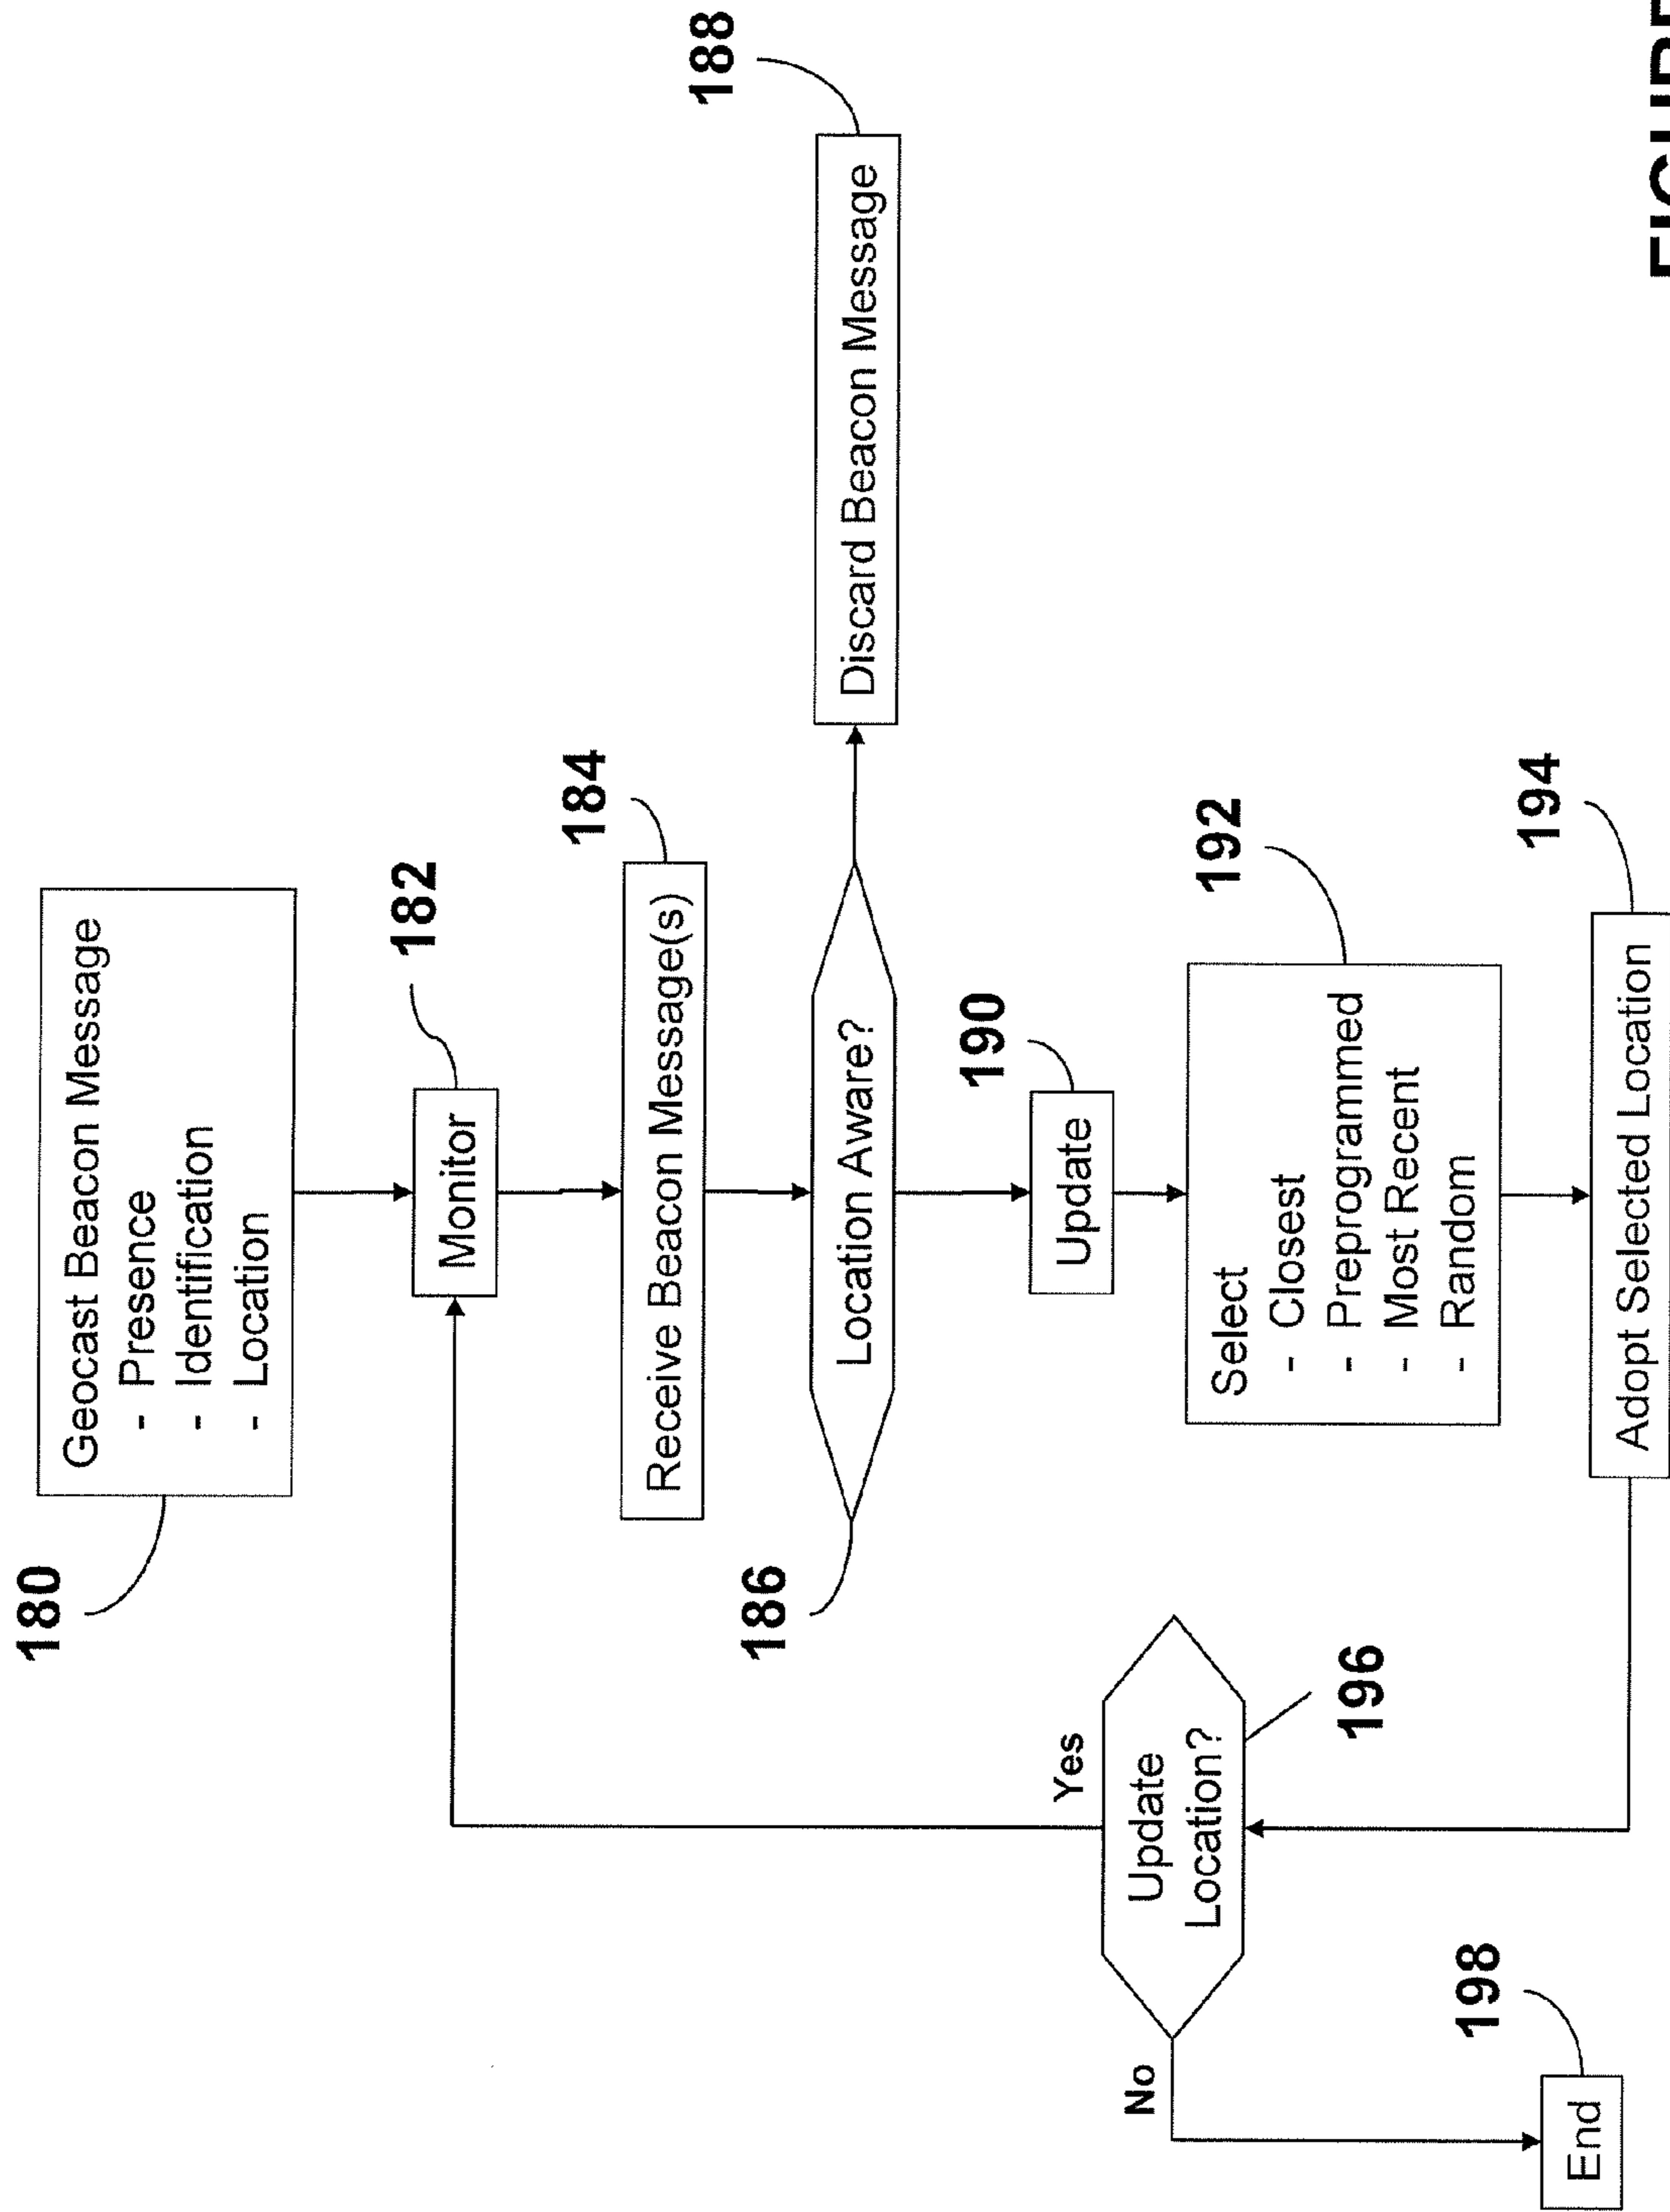 180
Geocast Beacon Message
- Presence
- Identification
- Location
182
Monitor
184
Receive Beacon Message(s)
186
Location Aware?
188
Discard Beacon Message
190
Update
192
Select
- Closest
- Preprogrammed
- Most Recent
- Random
194
Adopt Selected Location
196
Update
Location?
Yes
No
198
End
FIGURE